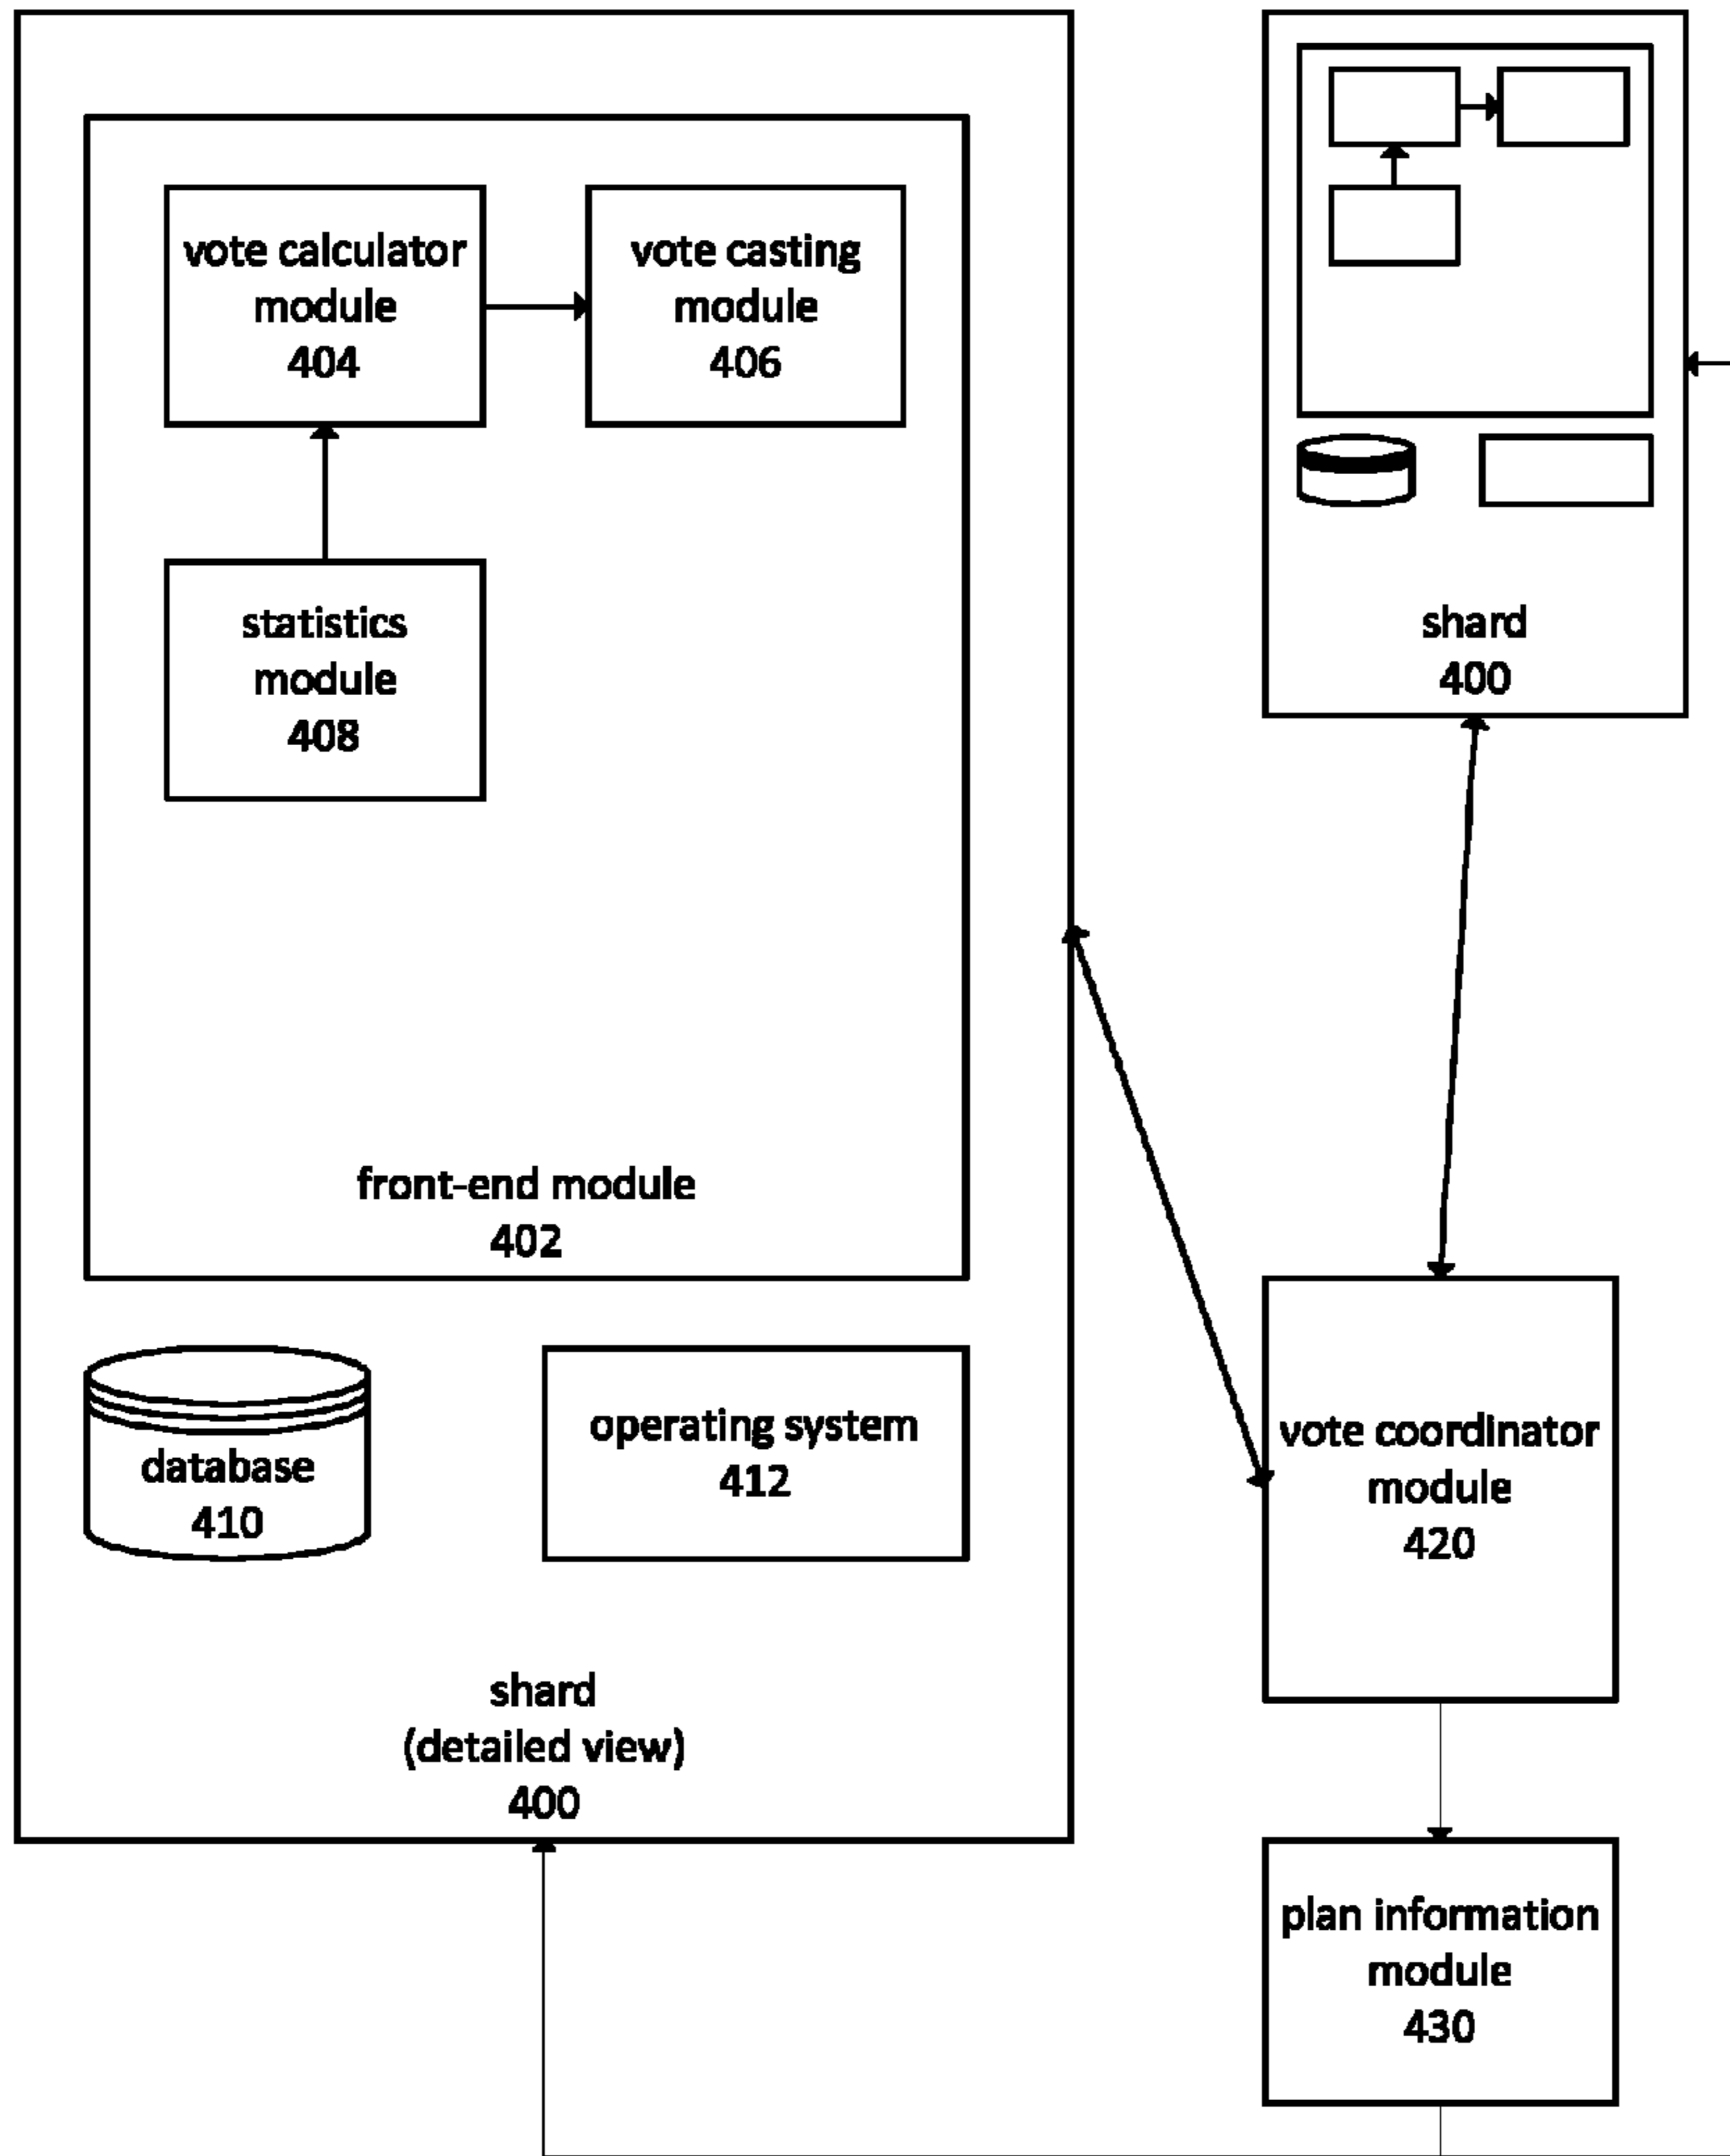 vote calculator
module
404
vote casting
module
406
statistics
module
408
front-end module
402
database
410
operating system
412
shard
(detailed view)
400
shard
400
vote coordinator
module
420
plan information
module
430